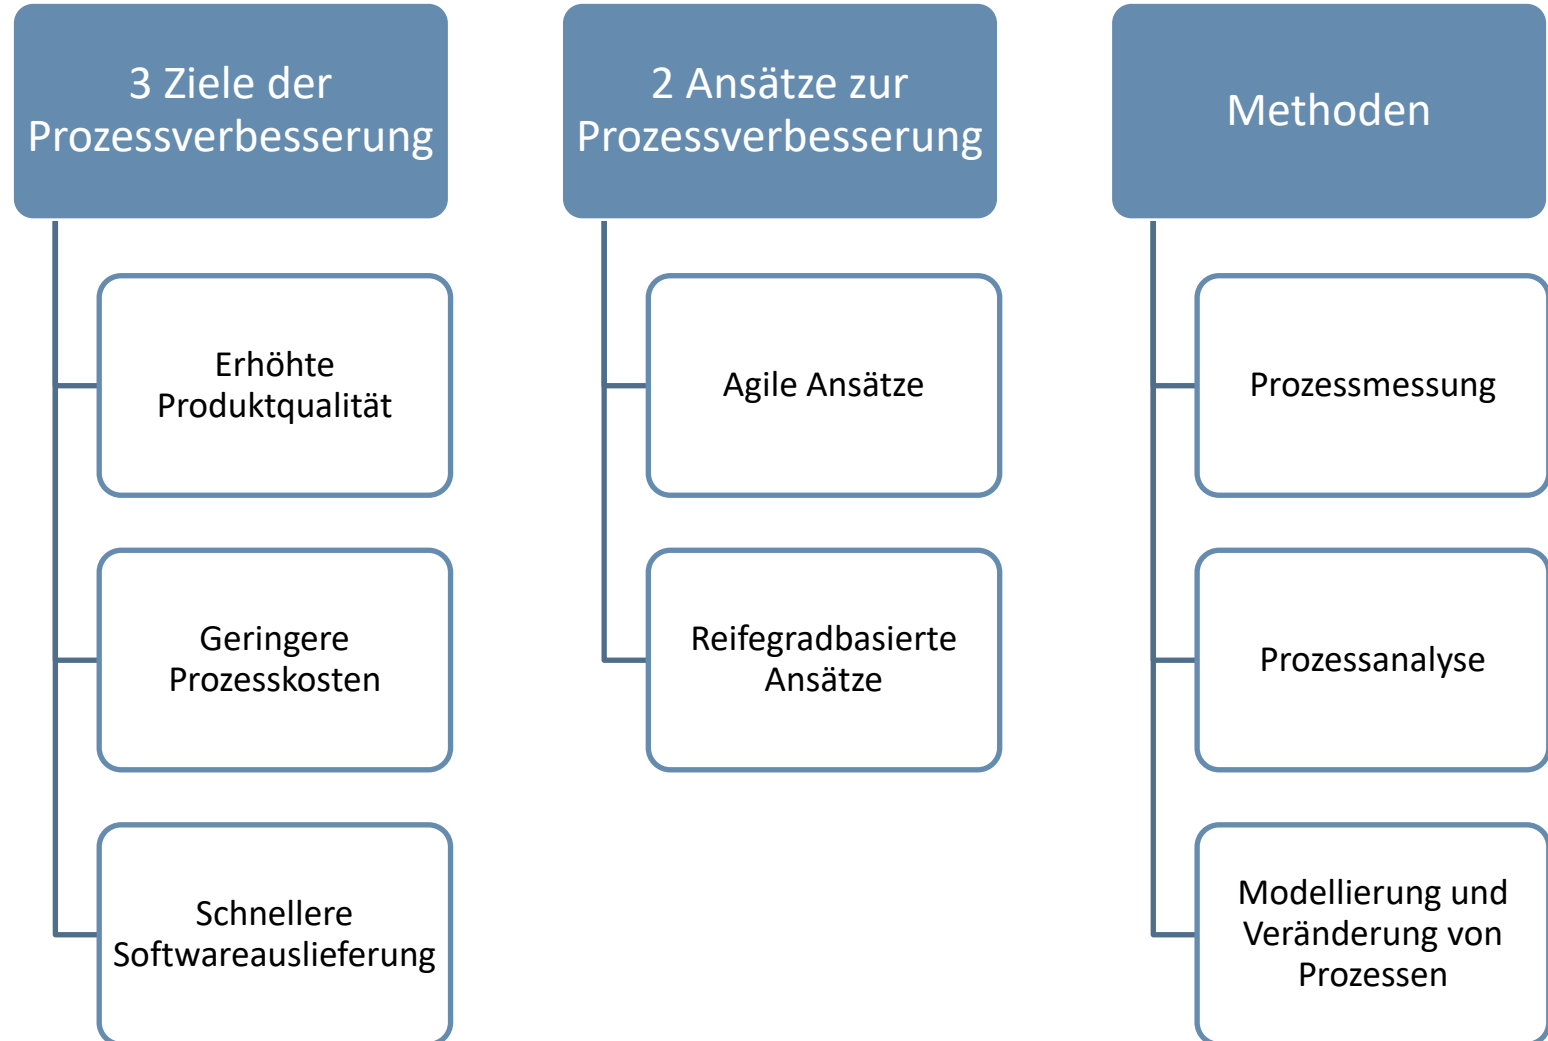 3 Ziele der
Prozessverbesserung
Erhöhte
Produktqualität
Geringere
Prozesskosten
Schnellere
Softwareauslieferung
2 Ansätze zur
Prozessverbesserung
Agile Ansätze
Reifegradbasierte
Ansätze
Methoden
Prozessmessung
Prozessanalyse
Modellierung und
Veränderung von
Prozessen